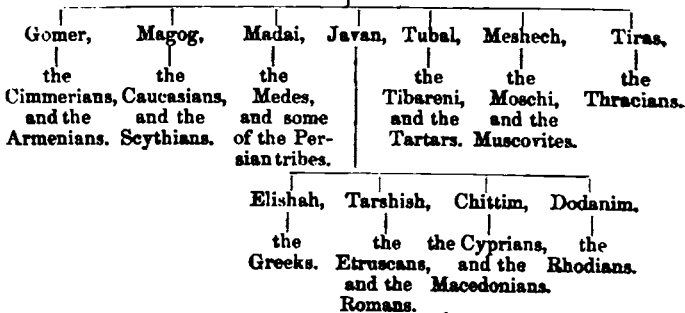 Gomer, Magog, Madai, Javan, Tubal, Meshech, Tiras,
the the the the the the
Cimmerians, Caucasians, Medes, Tibareni, Moschi, Thracians.
and the and the and some and the and the
Armenians. Scythians. of the Per- Tartars. Muscovites.
sian tribes.
Elishah, Tarshish, Chittim, Dodanim.
the the the Cyprians, the
Greeks. Etruscans, and the Rhodians.
and the Macedonians.
Romans.